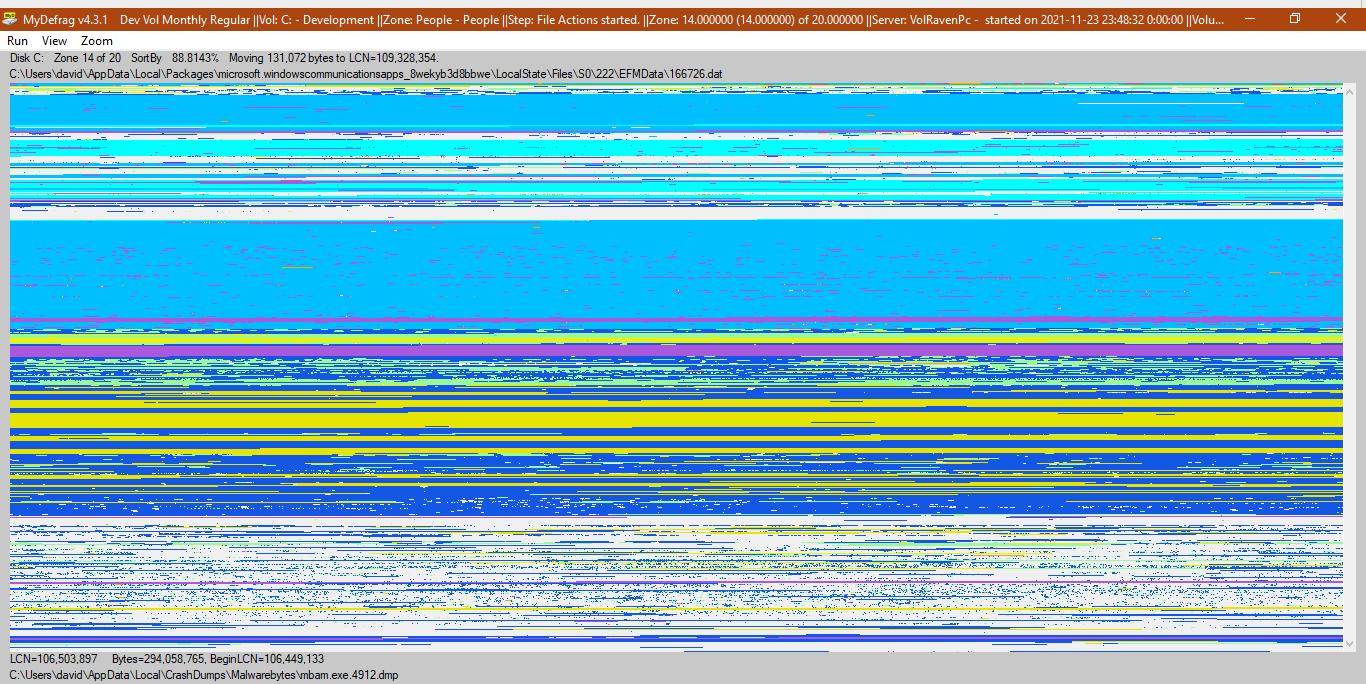 MyDefrag v4.3.1 Dev Vol Monthly Regular ||Vol: C: - Development ||Zone: People - People ||Step: File Actions started. ||Zone: 14.000000 (14.000000) of 20.000000 ||Server: VolRavenPc - started on 2021-11-23 23:48:32 0:00:00 ||Volu...
Run View Zoom
Disk C: Zone 14 of 20 SortBy 88.8143% Moving 131,072 bytes to LCN=109,328,354.
C:\Users\david\AppData\Local\Packages\microsoft.windowscommunicationsapps_8wekyb3d8bbwe\LocalState\Files\S0\222\EFMData\166726.dat
LCN=106,503,897 Bytes=294,058,765, BeginLCN=106,449,133
C:\Users\david\AppData\Local\CrashDumps\Malwarebytes\mbam.exe.4912.dmp